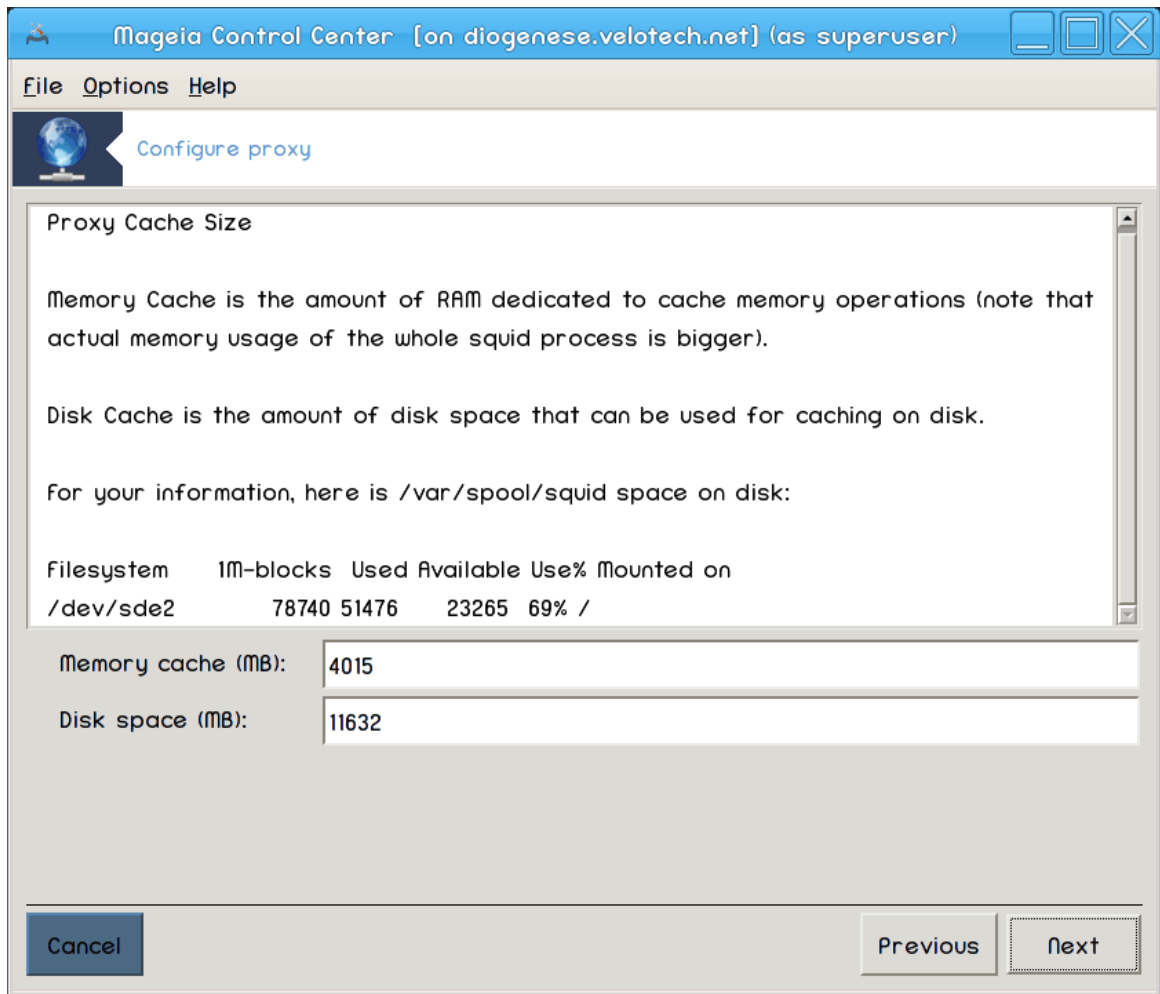 Mageia Control Center [on diogenese.velotech.net] (as superuser)
File Options Help
Configure proxy
Proxy Cache Size
Memory Cache is the amount of RAM dedicated to cache memory operations (note that
actual memory usage of the whole squid process is bigger).
Disk Cache is the amount of disk space that can be used for caching on disk.
For your information, here is /var/spool/squid space on disk:
Filesystem 1M-blocks Used Available Use% Mounted on
/dev/sde2 78740 51476 23265 69% /
Memory cache (MB): 4015
Disk space (MB): 11632
Cancel Previous Next